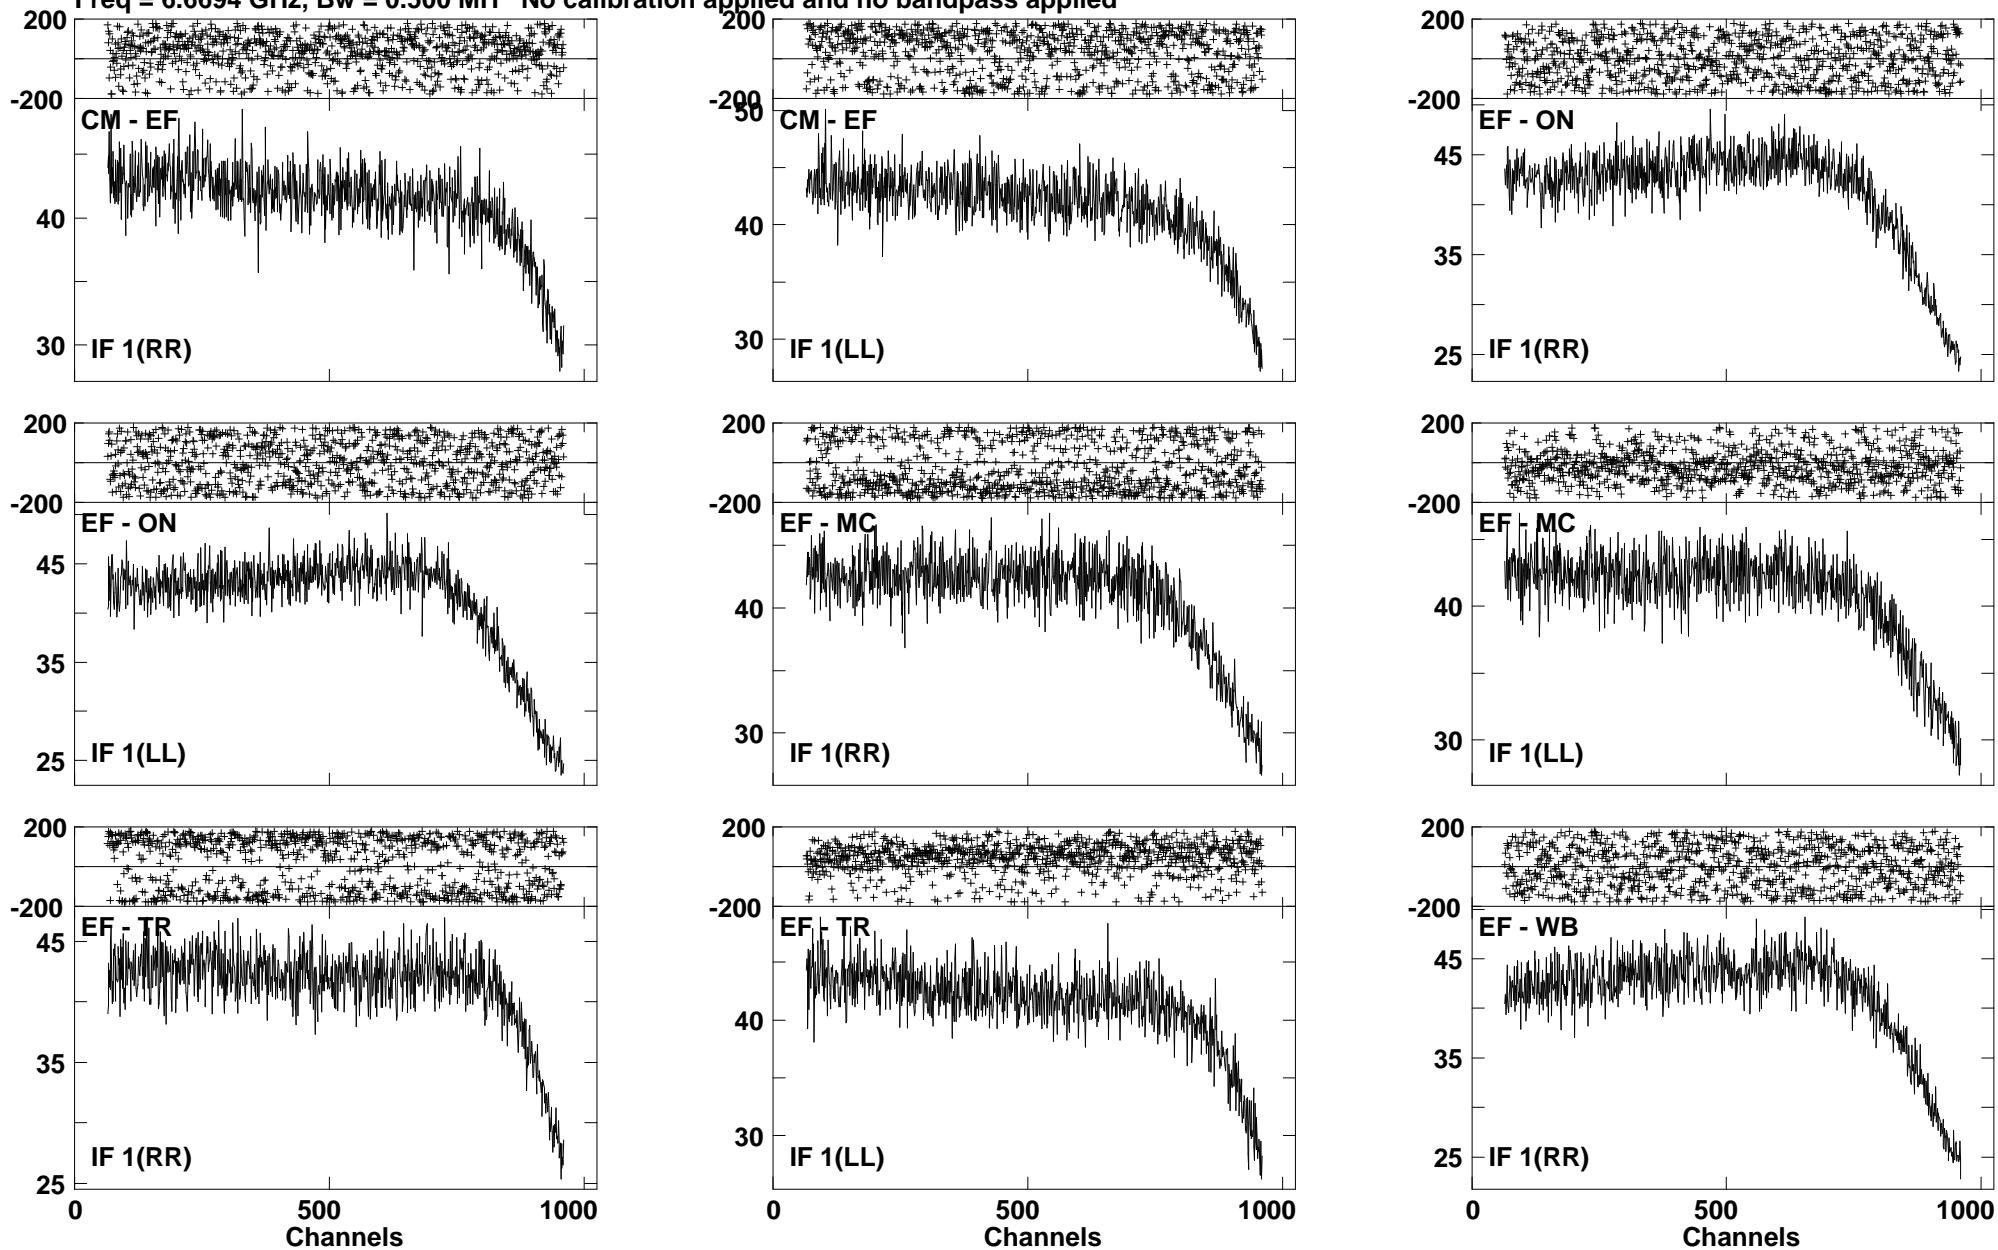 Freq = 6.6694 GHz, Bw = 0.500 MH No calibration applied and no bandpass applied
200
-200
CM - EF
40
30
IF 1(RR)
-200
50
CM - EF
40
30
IF 1(LL)
200
-200
EF - ON
45
35
25
IF 1(RR)
200
-200
EF - ON
45
35
25
IF 1(LL)
EF - MC
40
30
IF 1(RR)
200
-200
EF - MC
40
30
IF 1(LL)
200
-200
EF - TR
45
35
25
IF 1(RR)
0
500
1000
Channels
EF - TR
40
30
IF 1(LL)
0
500
1000
Channels
200
-200
EF - WB
45
35
25
IF 1(RR)
0
500
1000
Channels